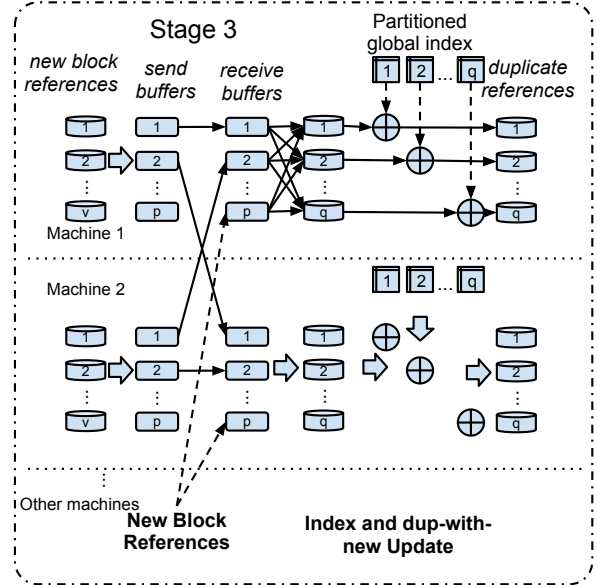 Stage 3
Partitioned
global index
new block
references
send
buffers
receive
buffers
1 2 ... q
duplicate
references
1 1 1 1 1
2 2 2 2 2
v p p q q
Machine 1
Machine 2
1 2 ... q
1 1 1 1
2 2 2 2 2
v p p q q
Other machines
New Block
References
Index and dup-with-
new Update